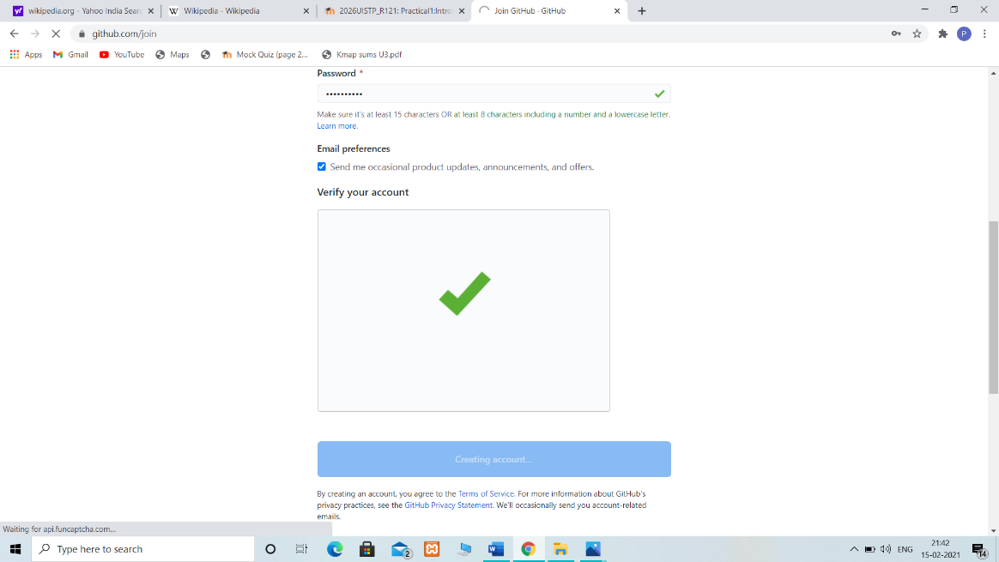 wikipedia.org - Yahoo India Sear
Wikipedia - Wikipedia
2026UISTP_R121: Practical1:Intro
Join GitHub · GitHub
github.com/join
P
Apps
Gmail
YouTube
Maps
Mock Quiz (page 2...
Kmap sums U3.pdf
Password *
••••••••••
Make sure it's at least 15 characters OR at least 8 characters including a number and a lowercase letter.
Learn more.
Email preferences
Send me occasional product updates, announcements, and offers.
Verify your account
Creating account...
By creating an account, you agree to the Terms of Service. For more information about GitHub's
privacy practices, see the GitHub Privacy Statement. We'll occasionally send you account-related
emails.
Waiting for api.funcaptcha.com...
Type here to search
2
ENG
21:42
15-02-2021
14